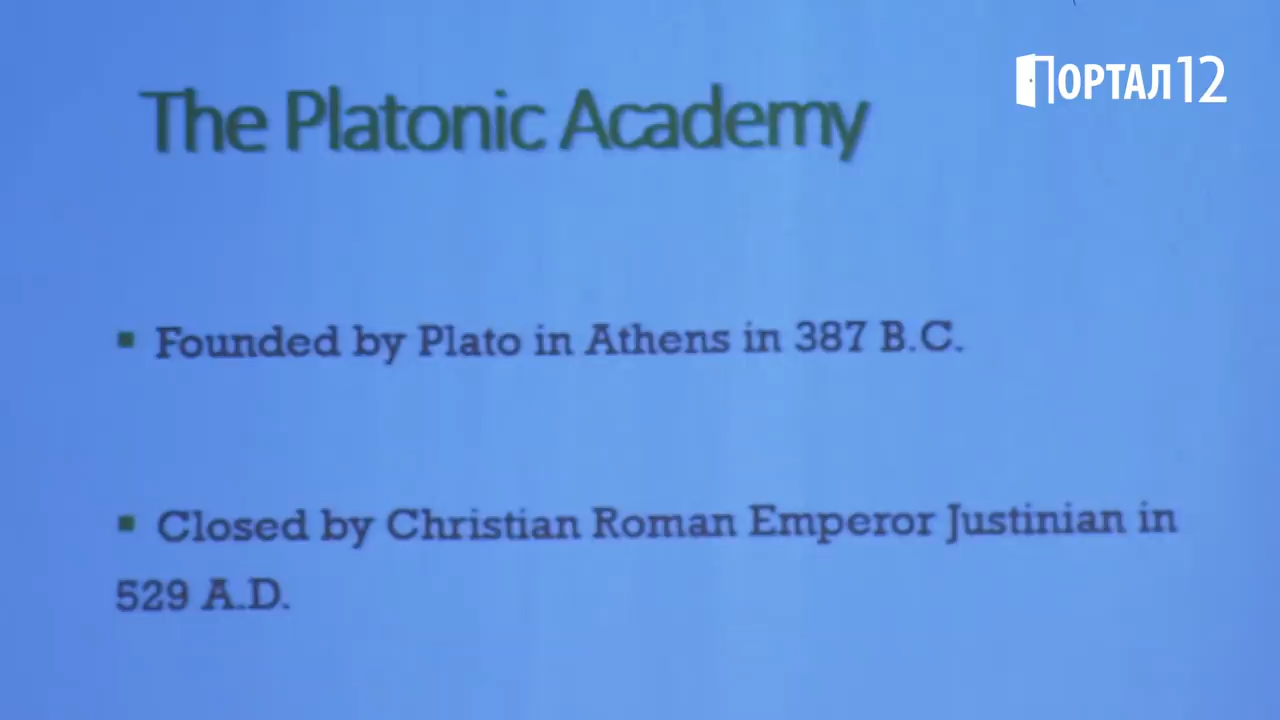 ПОРТАЛ12
The Platonic Academy
▪ Founded by Plato in Athens in 387 B.C.
▪ Closed by Christian Roman Emperor Justinian in
529 A.D.